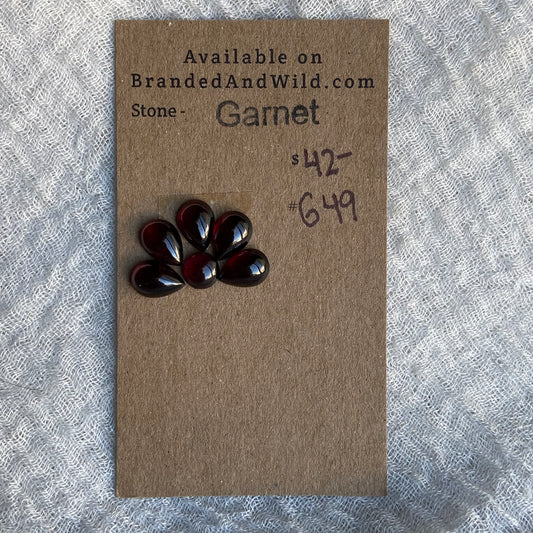 Available on
BrandedAndWild.com
Stone - Garnet
$ 42-
# 649